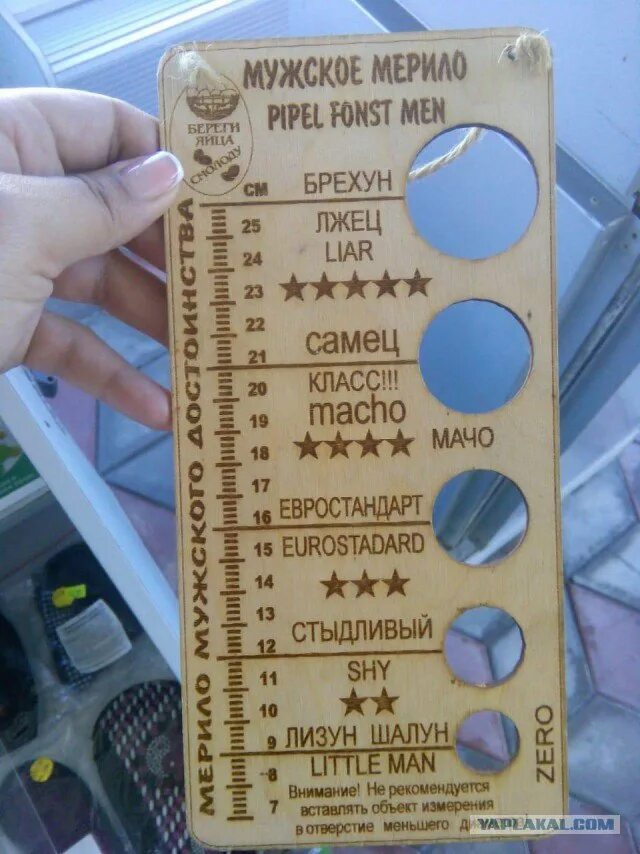 МУЖСКОЕ МЕРИЛО
PIPEL FONST MEN
БЕРЕГИ
ЯЙЦА
СМОЛОДУ
МЕРИЛО МУЖСКОГО ДОСТОИНСТВА
СМ
БРЕХУН
25
ЛЖЕЦ
24
LIAR
23
★★★★★
22
самец
21
20
КЛАСС!!!
19
macho
18
★★★★ МАЧО
17
16
ЕВРОСТАНДАРТ
15
EUROSTADARD
14
★★★
13
СТЫДЛИВЫЙ
12
11
SHY
10
★★
9
ЛИЗУН ШАЛУН
LITTLE MAN
8
7
ZERO
Внимание! Не рекомендуется
вставлять объект измерения
в отверстие меньшего
YAPLAKAL.COM